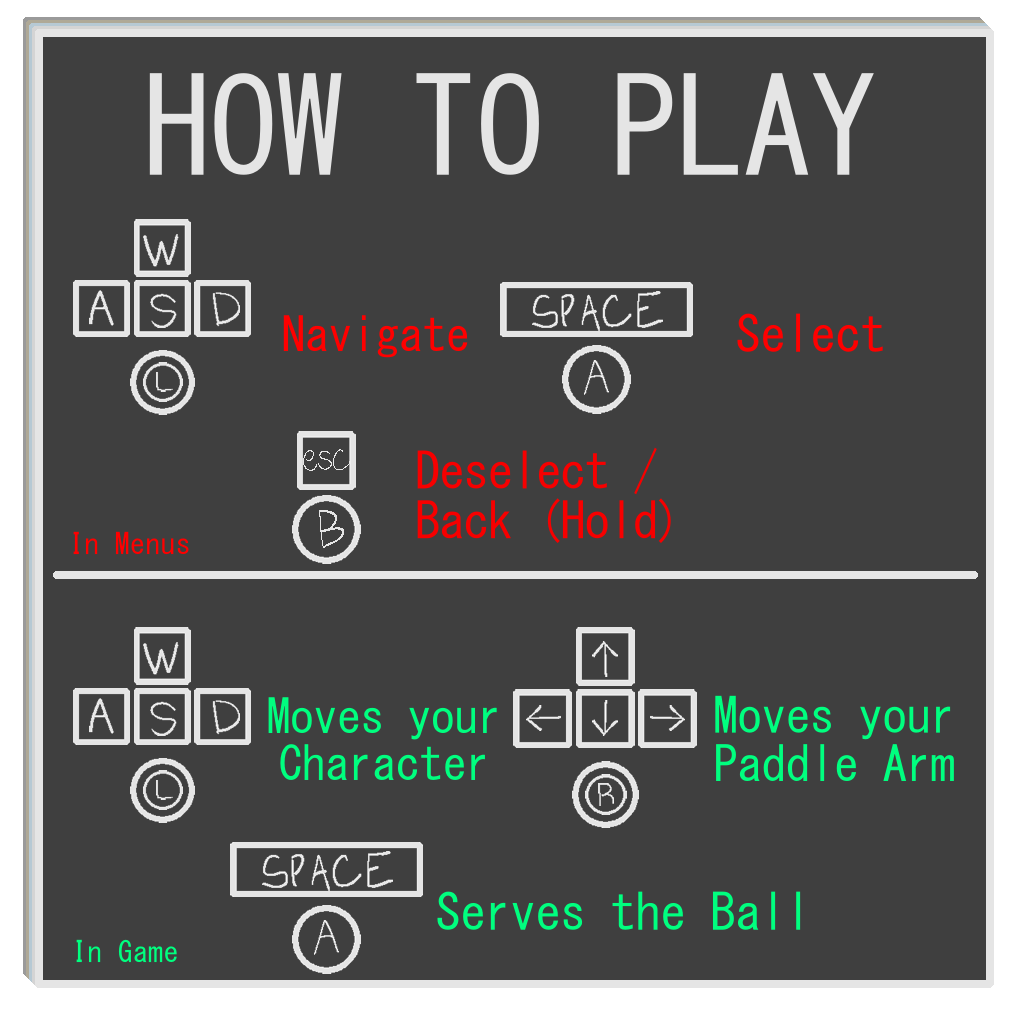 HOW TO PLAY
W
A S D
L
Navigate
SPACE
A
Select
esc
B
Deselect /
Back (Hold)
In Menus
W
A S D
L
Moves your
Character
↑
← ↓ →
R
Moves your
Paddle Arm
SPACE
A
Serves the Ball
In Game